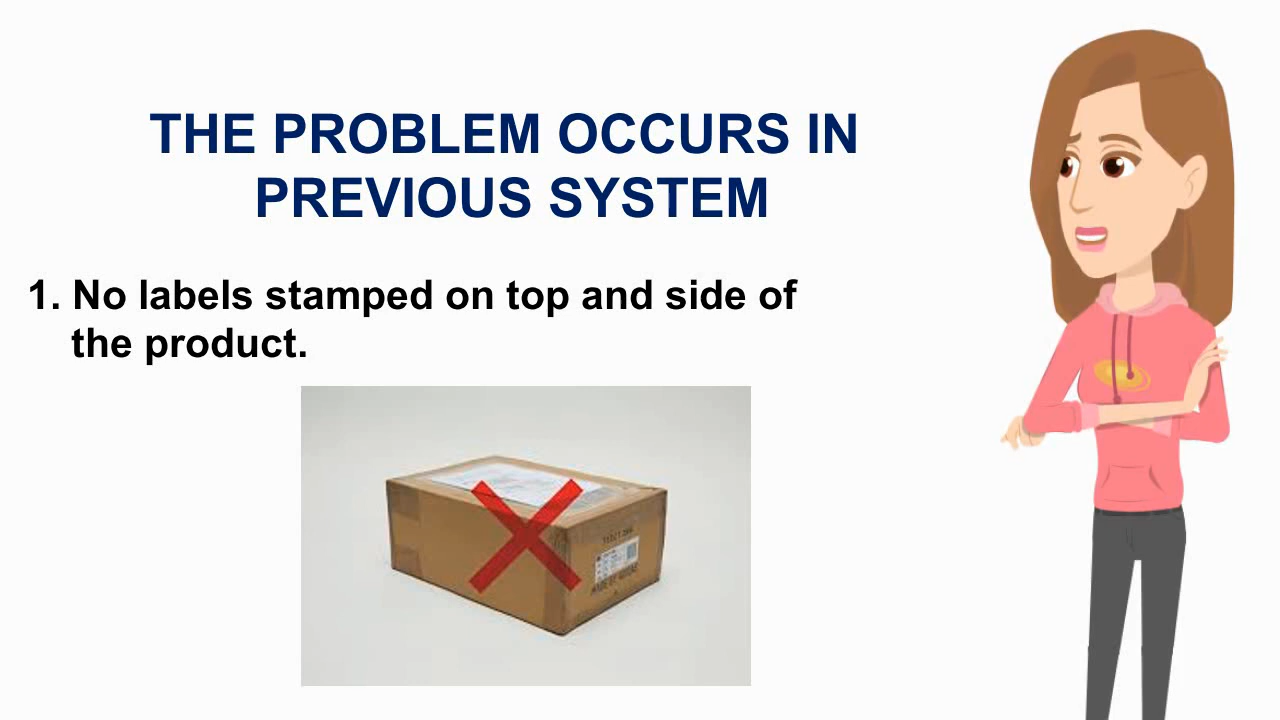 THE PROBLEM OCCURS IN
PREVIOUS SYSTEM
1. No labels stamped on top and side of
the product.